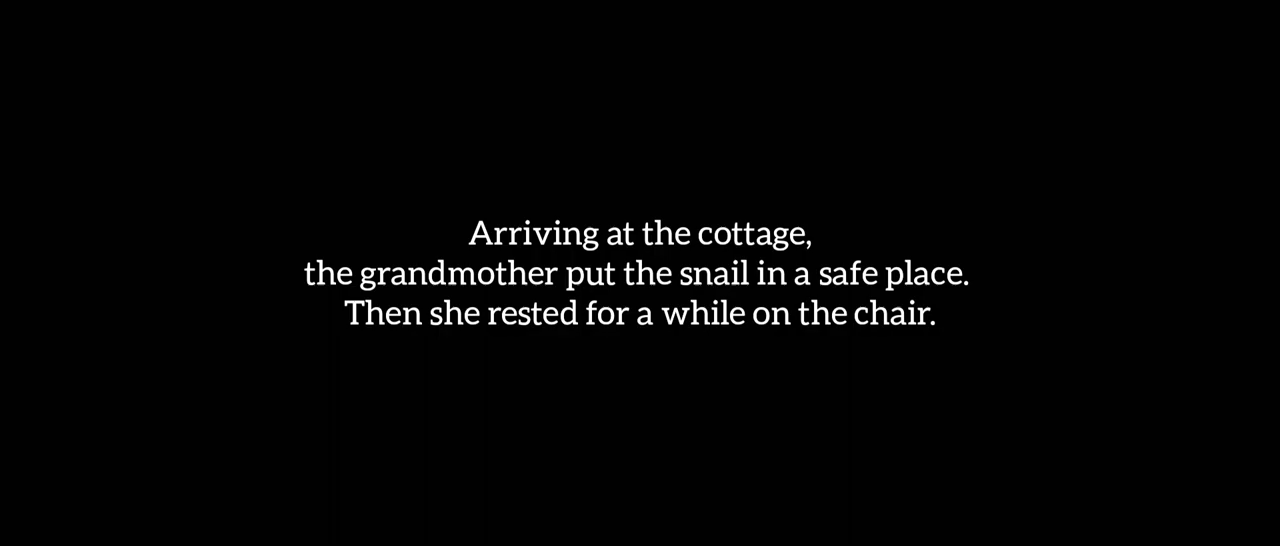 Arriving at the cottage,
the grandmother put the snail in a safe place.
Then she rested for a while on the chair.